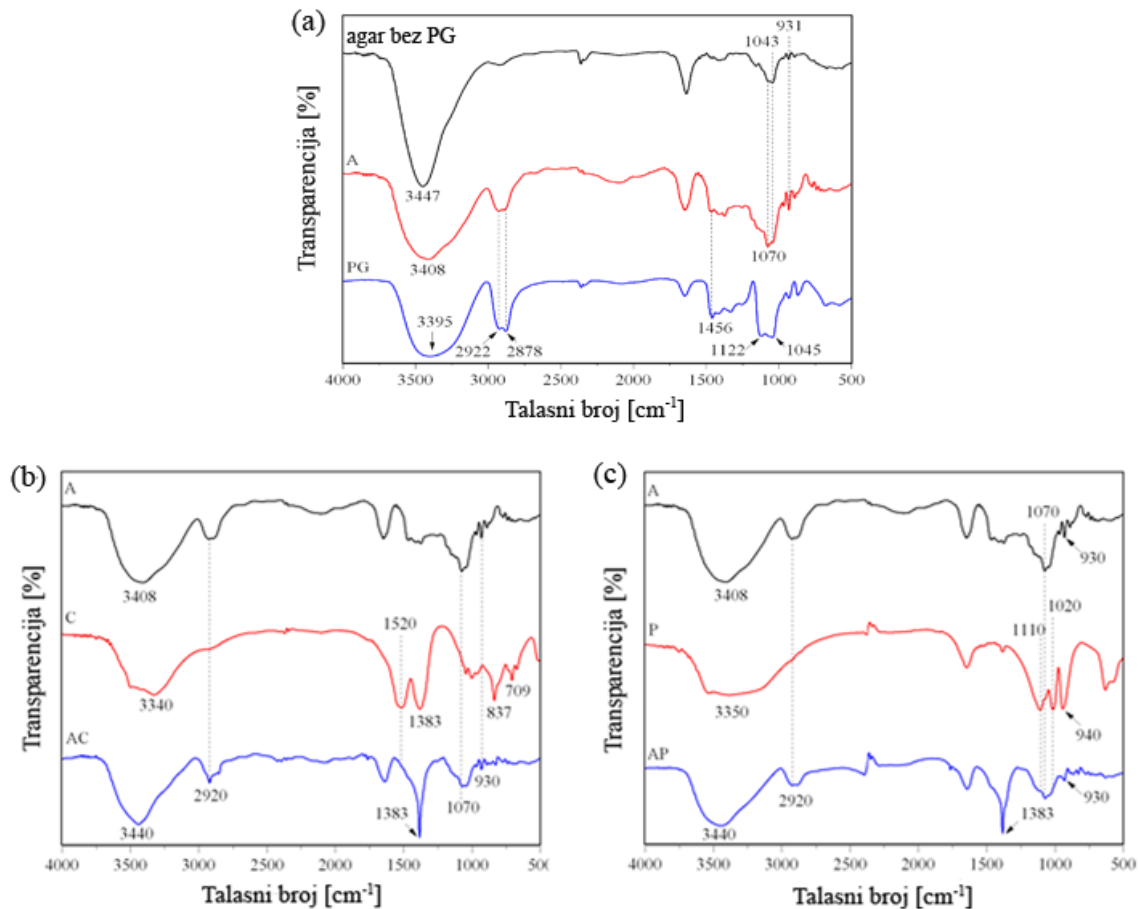 (a)
agar bez PG
1043
931
Transparencija [%]
A
3447
3408
1070
PG
3395
2922
2878
1456
1122
1045
4000 3500 3000 2500 2000 1500 1000 500
Talasni broj [cm⁻¹]
(b)
A
3408
C
1520
3340
1383
837
709
AC
2920
1070
930
1383
3440
Transparencija [%]
4000 3500 3000 2500 2000 1500 1000 500
Talasni broj [cm⁻¹]
(c)
A
1070
930
3408
P
1020
1110
3350
940
AP
2920
930
1383
3440
Transparencija [%]
4000 3500 3000 2500 2000 1500 1000 500
Talasni broj [cm⁻¹]